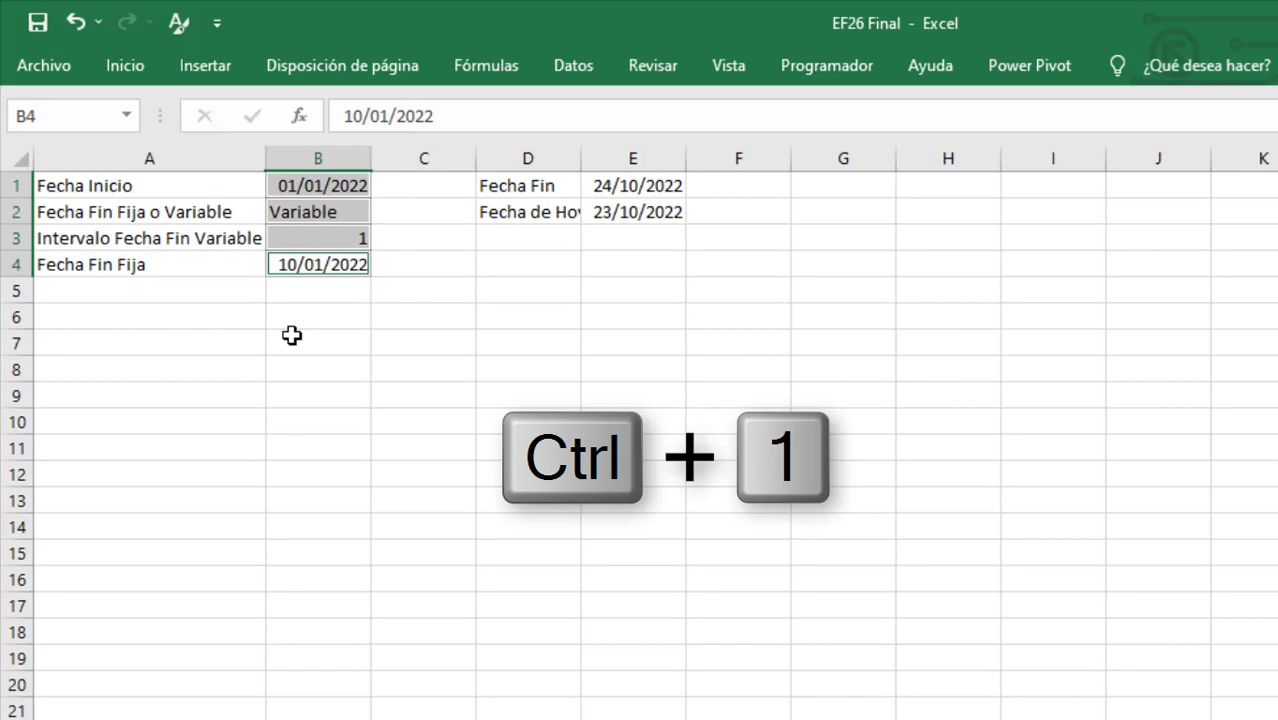 EF26 Final - Excel
Archivo Inicio Insertar Disposición de página Fórmulas Datos Revisar Vista Programador Ayuda Power Pivot ¿Qué desea hacer?
B4 fx 10/01/2022
A B C D E F G H I J K
1 Fecha Inicio 01/01/2022 Fecha Fin 24/10/2022
2 Fecha Fin Fija o Variable Variable Fecha de Hoy 23/10/2022
3 Intervalo Fecha Fin Variable 1
4 Fecha Fin Fija 10/01/2022
5
6
7
8
9
10
11
Ctrl + 1
12
13
14
15
16
17
18
19
20
21